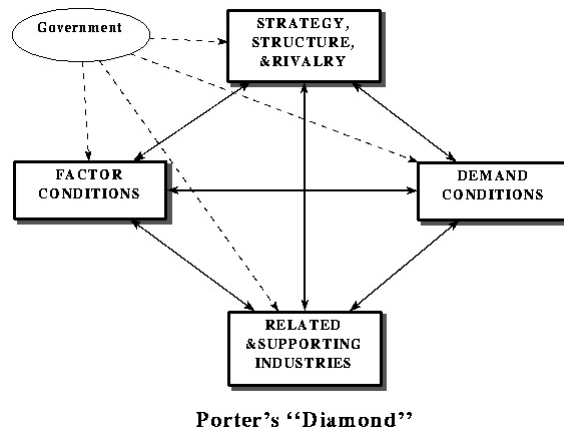 Government
STRATEGY,
STRUCTURE,
&RIVALRY
FACTOR
CONDITIONS
DEMAND
CONDITIONS
RELATED
&SUPPORTING
INDUSTRIES
Porter's “Diamond”